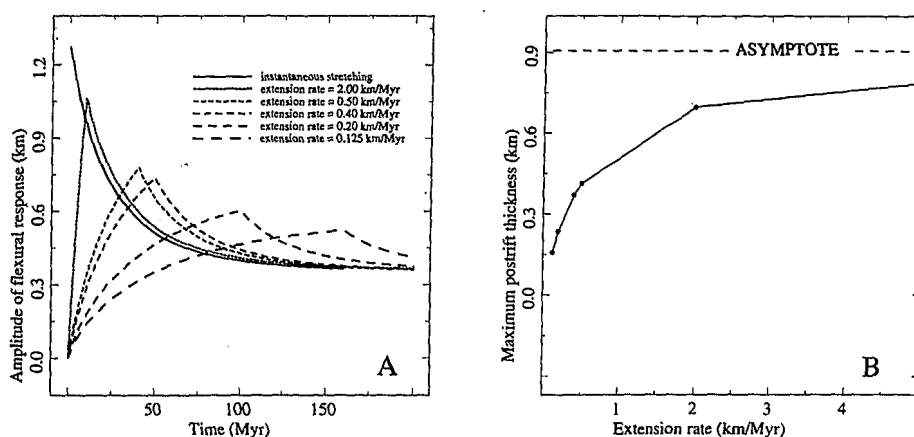 Amplitude of flexural response (km)
1.2
0.9
0.6
0.3
0.0
instantaneous stretching
extension rate = 2.00 km/Myr
extension rate = 0.50 km/Myr
extension rate = 0.40 km/Myr
extension rate = 0.20 km/Myr
extension rate = 0.125 km/Myr
A
50
100
150
Time (Myr)
Maximum postrift thickness (km)
0.9
0.6
0.3
0.0
ASYMPTOTE
B
1
2
3
4
Extension rate (km/Myr)